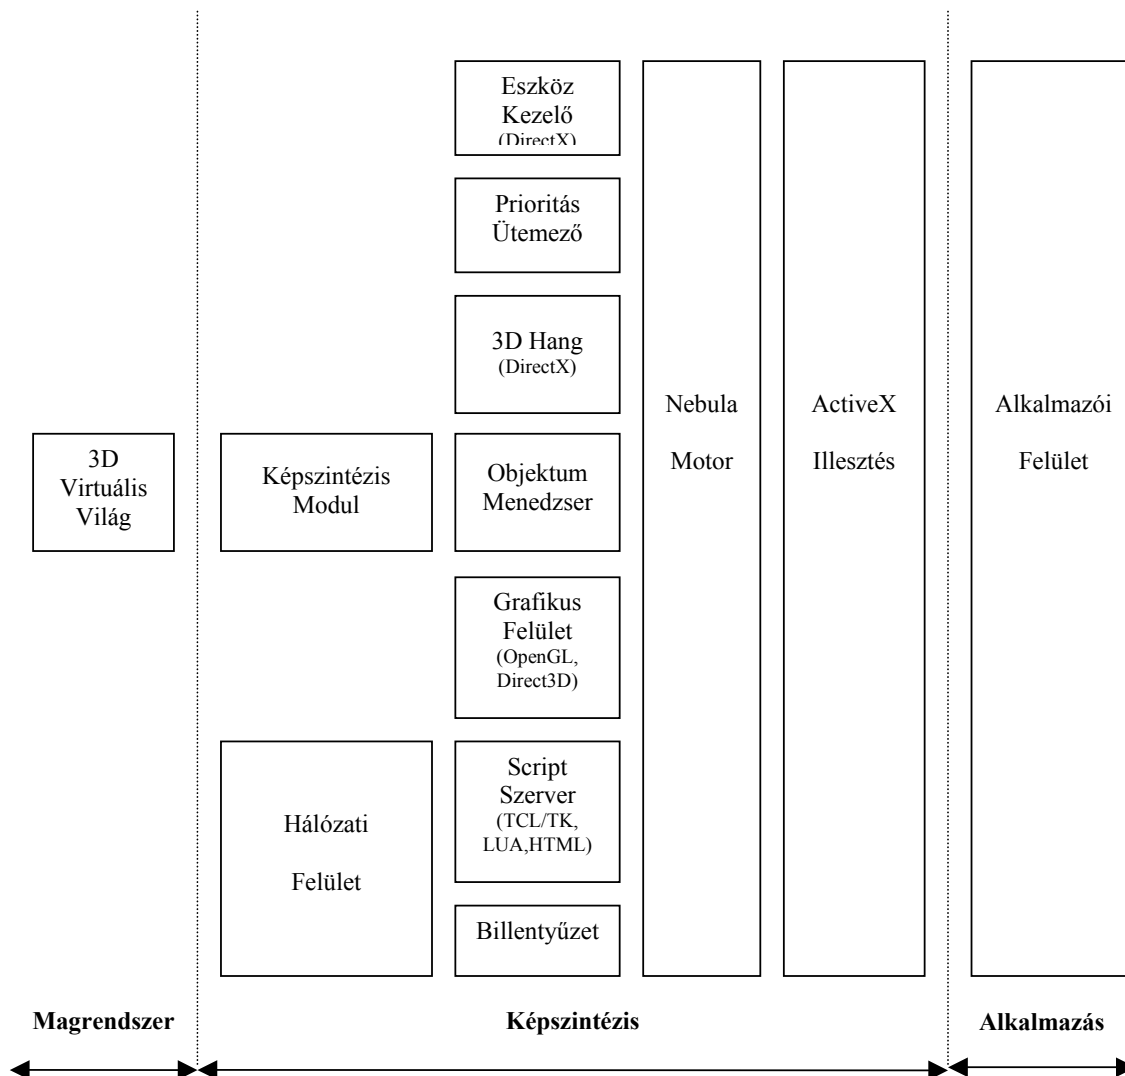 Eszköz
Kezelő
(DirectX)
Prioritás
Ütemező
3D Hang
(DirectX)
Nebula
Motor
ActiveX
Illesztés
Alkalmazói
Felület
3D
Virtuális
Világ
Képszintézis
Modul
Objektum
Menedzser
Grafikus
Felület
(OpenGL,
Direct3D)
Hálózati
Felület
Script
Szerver
(TCL/TK,
LUA,HTML)
Billentyűzet
Magrendszer
Képszintézis
Alkalmazás